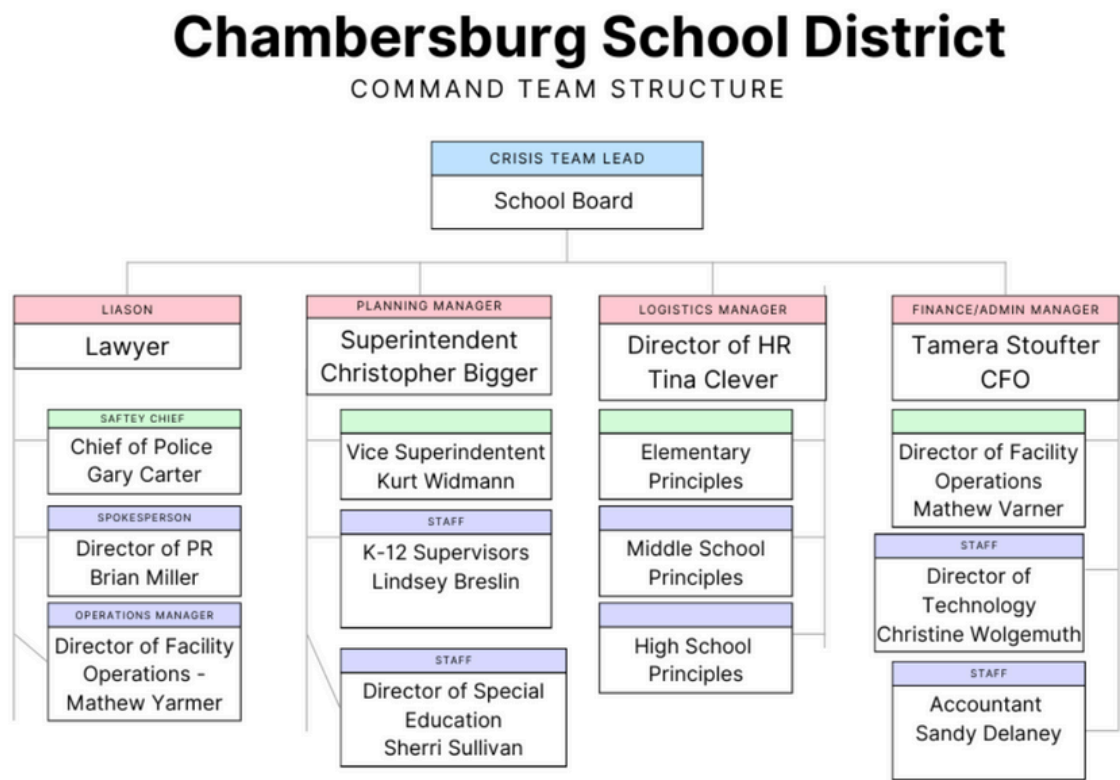 Chambersburg School District
COMMAND TEAM STRUCTURE
CRISIS TEAM LEAD
School Board
LIASON
Lawyer
SAFTEY CHIEF
Chief of Police
Gary Carter
SPOKESPERSON
Director of PR
Brian Miller
OPERATIONS MANAGER
Director of Facility
Operations -
Mathew Yarmer
PLANNING MANAGER
Superintendent
Christopher Bigger
Vice Superindentent
Kurt Widmann
STAFF
K-12 Supervisors
Lindsey Breslin
STAFF
Director of Special
Education
Sherri Sullivan
LOGISTICS MANAGER
Director of HR
Tina Clever
Elementary
Principles
Middle School
Principles
High School
Principles
FINANCE/ADMIN MANAGER
Tamera Stoufter
CFO
Director of Facility
Operations
Mathew Varner
STAFF
Director of
Technology
Christine Wolgemuth
STAFF
Accountant
Sandy Delaney